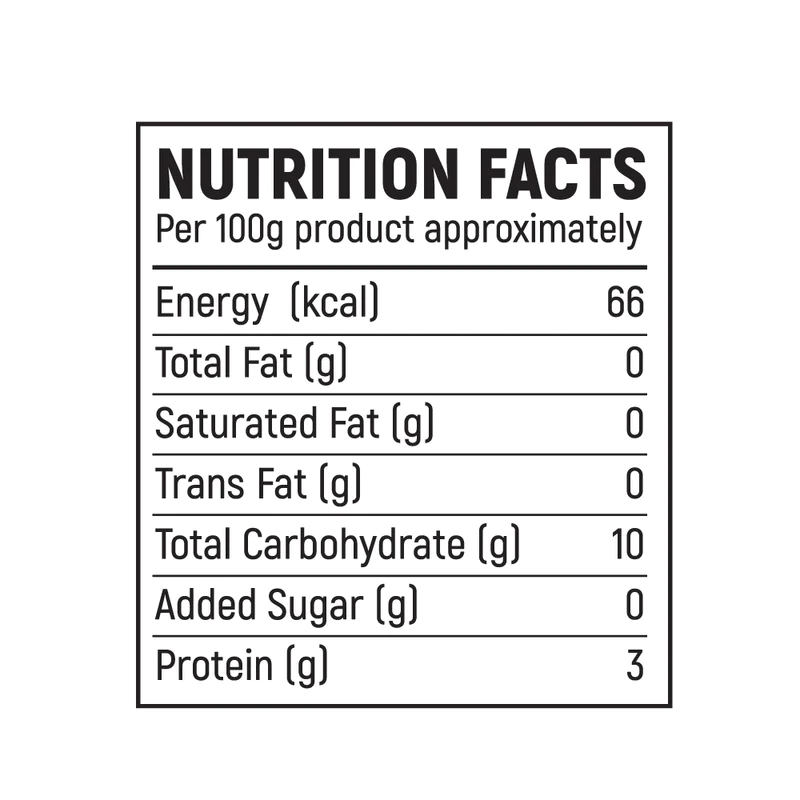 NUTRITION FACTS
Per 100g product approximately
Energy (kcal) 66
Total Fat (g) 0
Saturated Fat (g) 0
Trans Fat (g) 0
Total Carbohydrate (g) 10
Added Sugar (g) 0
Protein (g) 3